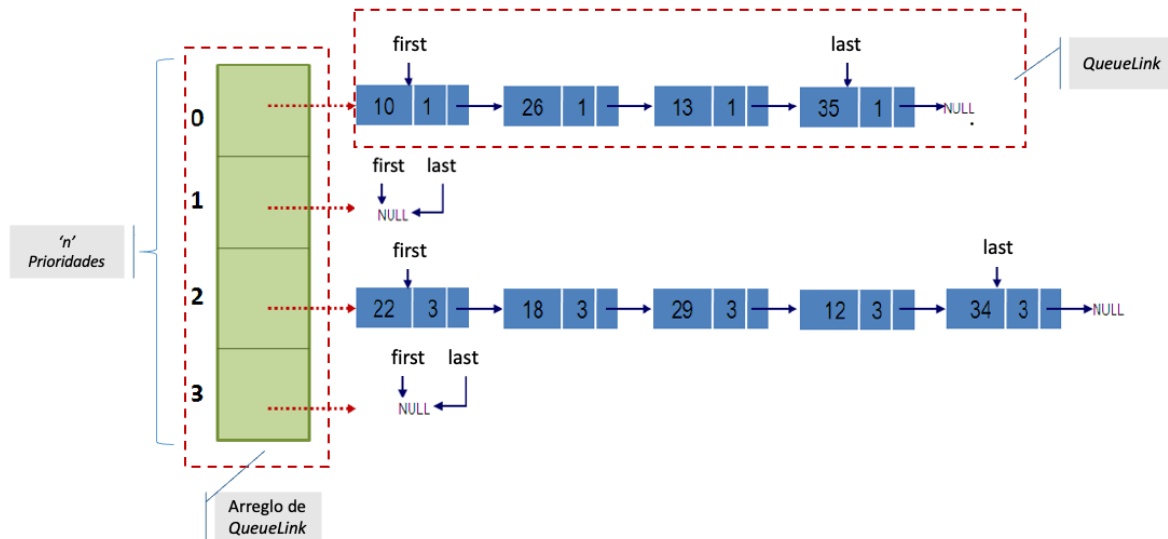 first
last
QueueLink
0
10 1 26 1 13 1 35 1 NULL
.
first last
1
NULL
‘n’
Prioridades
first
last
2
22 3 18 3 29 3 12 3 34 3 NULL
first last
3
NULL
Arreglo de
QueueLink